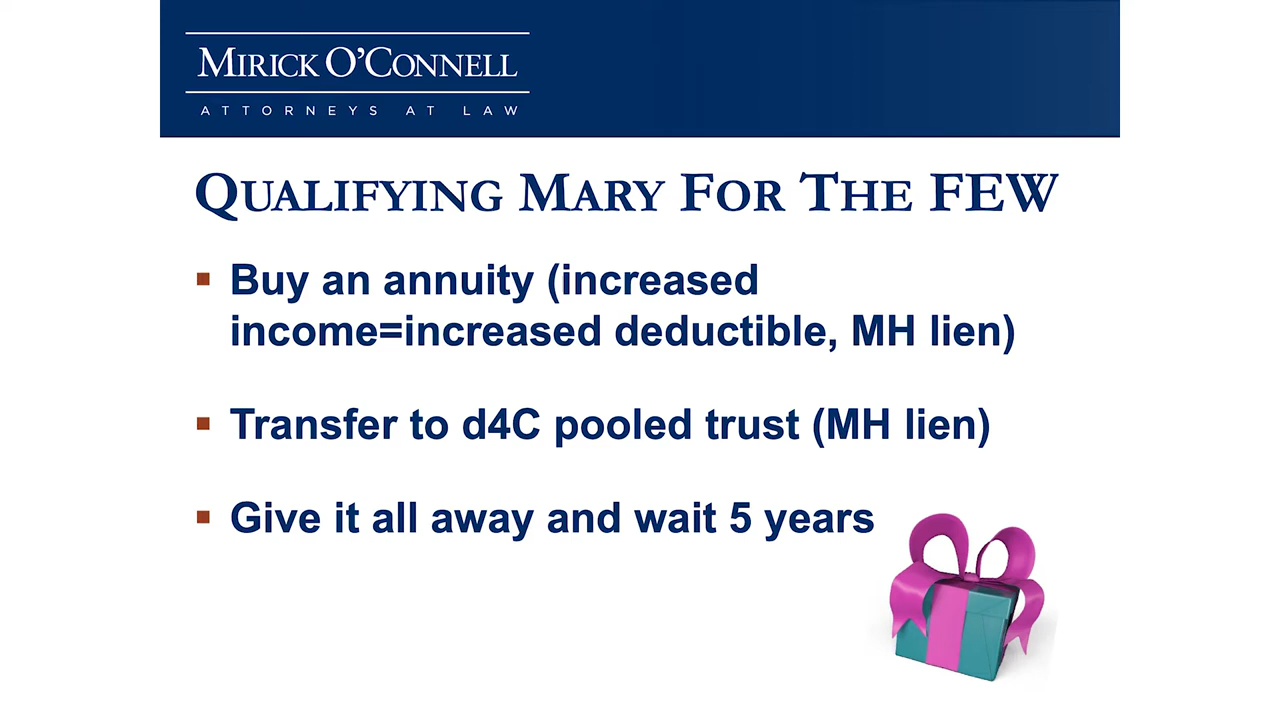 MIRICK O'CONNELL
ATTORNEYS AT LAW
QUALIFYING MARY FOR THE FEW
▪ Buy an annuity (increased
income=increased deductible, MH lien)
▪ Transfer to d4C pooled trust (MH lien)
▪ Give it all away and wait 5 years